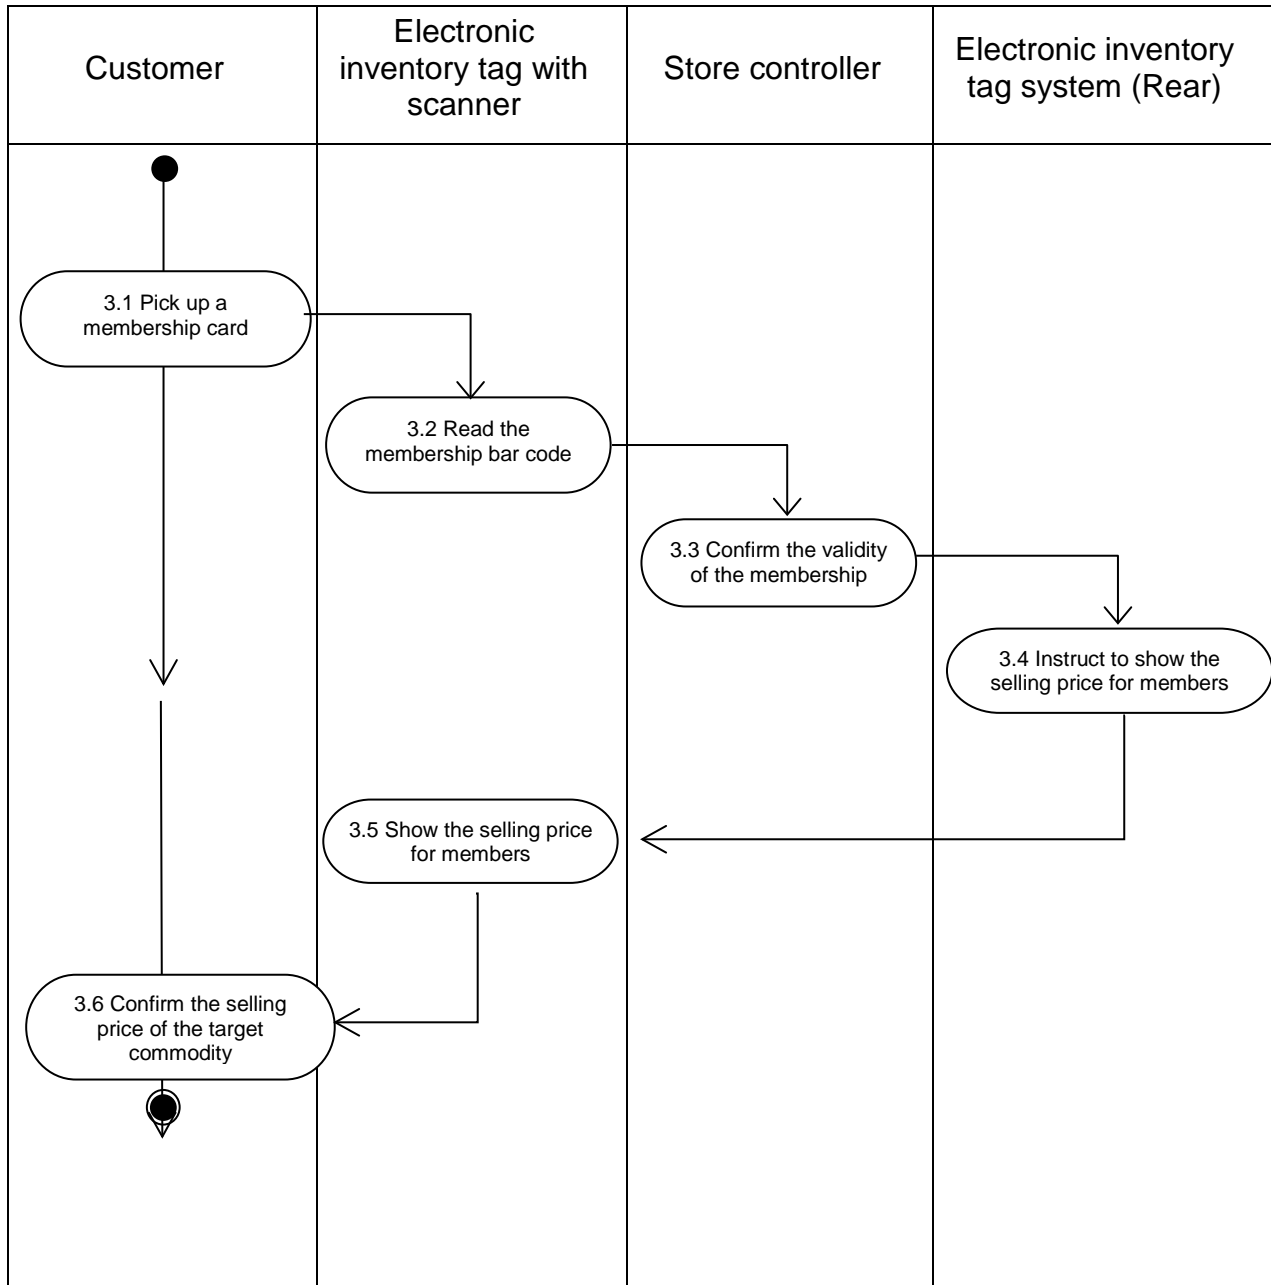 Customer
Electronic
inventory tag with
scanner
Store controller
Electronic inventory
tag system (Rear)
3.1 Pick up a
membership card
3.2 Read the
membership bar code
3.3 Confirm the validity
of the membership
3.4 Instruct to show the
selling price for members
3.5 Show the selling price
for members
3.6 Confirm the selling
price of the target
commodity